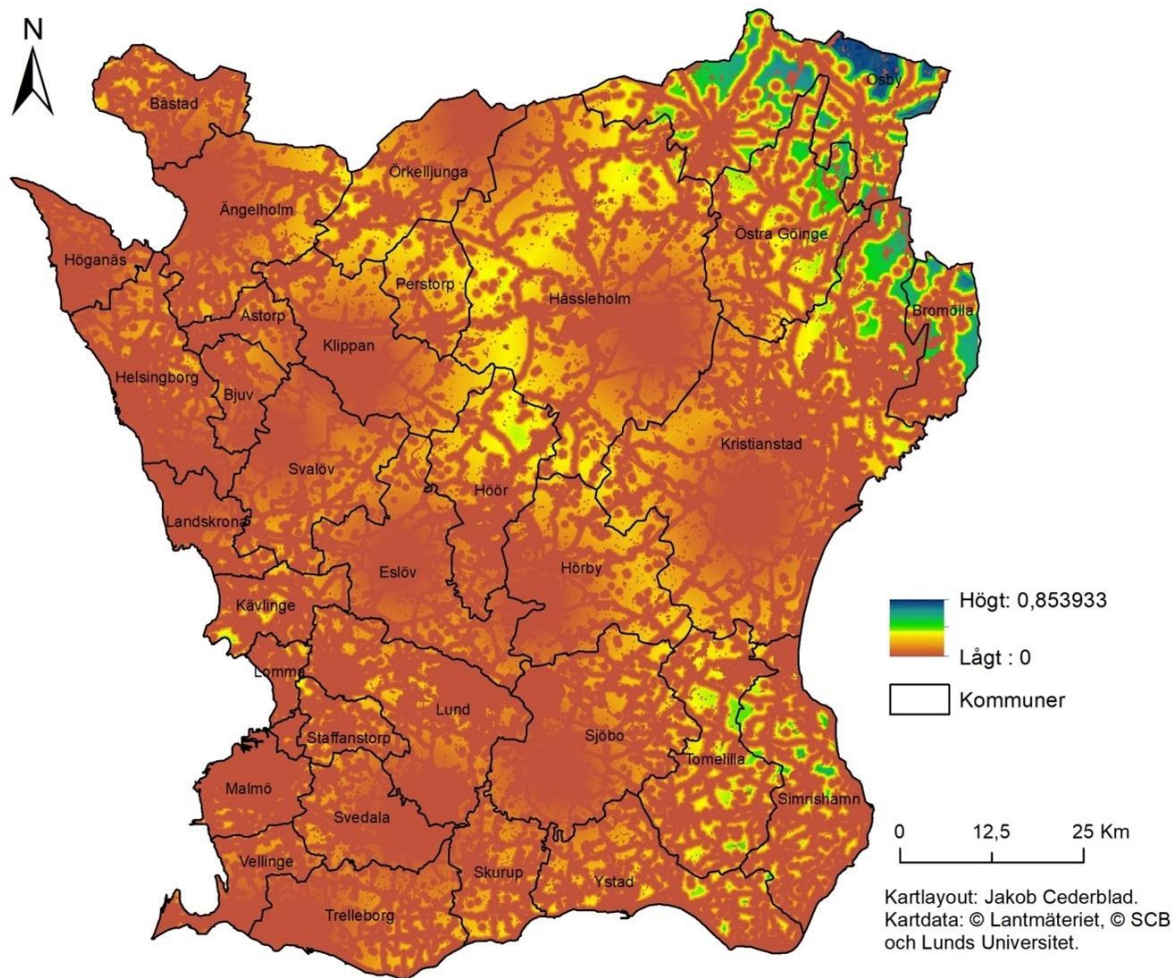 N
Båstad
Osby
Örkelljunga
Ängelholm
Östra Göinge
Höganäs
Perstorp
Hässleholm
Bromölla
Åstorp
Klippan
Helsingborg
Bjuv
Kristianstad
Svalöv
Höör
Landskrona
Eslöv
Hörby
Kävlinge
Högt: 0,853933
Lågt : 0
Kommuner
Lomma
Lund
Staffanstorp
Sjöbo
Tomelilla
Malmö
Simrishamn
Svedala
Vellinge
Skurup
Ystad
Trelleborg
0 12,5 25 Km
Kartlayout: Jakob Cederblad.
Kartdata: © Lantmäteriet, © SCB
och Lunds Universitet.